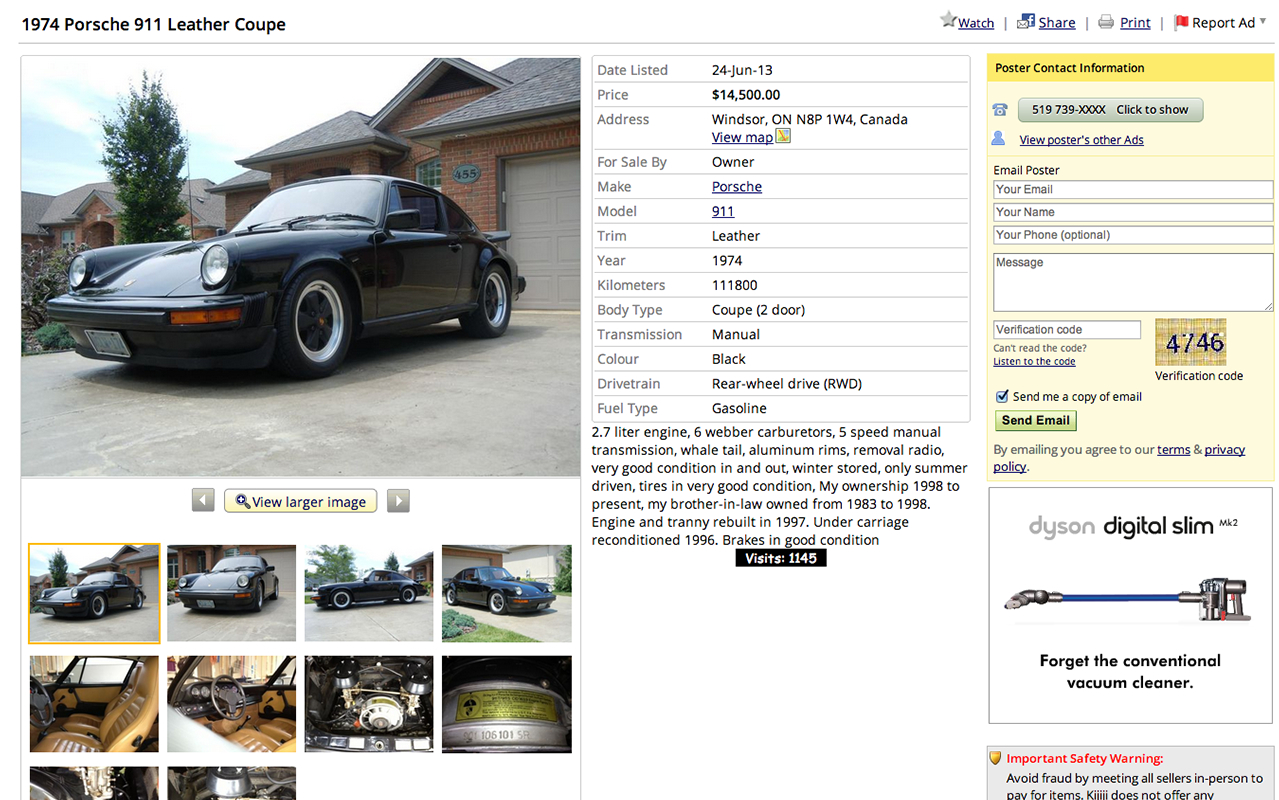 1974 Porsche 911 Leather Coupe
Watch | Share | Print | Report Ad
455
View larger image
Date Listed 24-Jun-13
Price $14,500.00
Address Windsor, ON N8P 1W4, Canada
View map
For Sale By Owner
Make Porsche
Model 911
Trim Leather
Year 1974
Kilometers 111800
Body Type Coupe (2 door)
Transmission Manual
Colour Black
Drivetrain Rear-wheel drive (RWD)
Fuel Type Gasoline
2.7 liter engine, 6 webber carburetors, 5 speed manual
transmission, whale tail, aluminum rims, removal radio,
very good condition in and out, winter stored, only summer
driven, tires in very good condition, My ownership 1998 to
present, my brother-in-law owned from 1983 to 1998.
Engine and tranny rebuilt in 1997. Under carriage
reconditioned 1996. Brakes in good condition
Visits: 1145
Poster Contact Information
519 739-XXXX Click to show
View poster's other Ads
Email Poster
Your Email
Your Name
Your Phone (optional)
Message
Verification code
4746
Can't read the code?
Listen to the code
Verification code
Send me a copy of email
Send Email
By emailing you agree to our terms & privacy
policy.
dyson digital slim Mk2
Forget the conventional
vacuum cleaner.
Important Safety Warning:
Avoid fraud by meeting all sellers in-person to
pay for items. Kijiji does not offer any